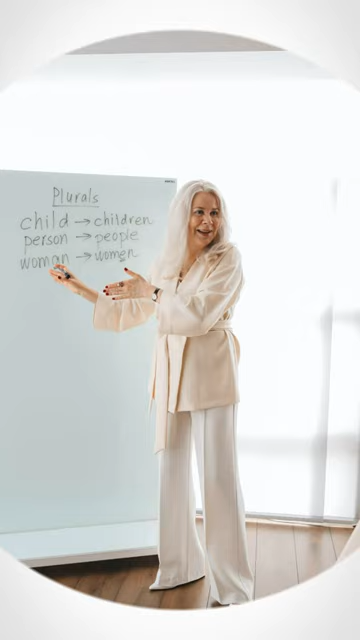 Plurals
child → children
person → people
woman → women